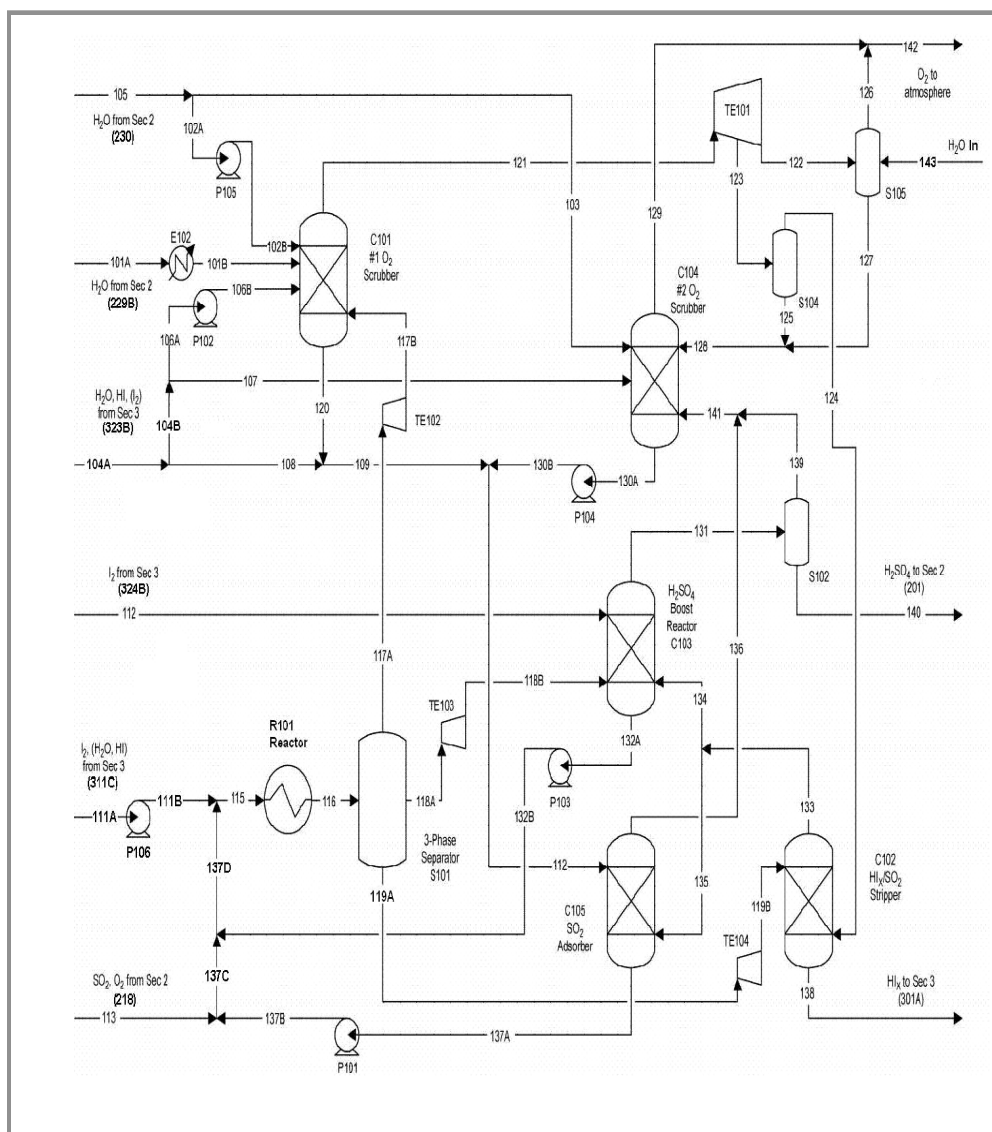 142
O2 to
atmosphere
105
H2O from Sec 2
(230)
102A
P105
TE101
126
121
122
143
H2O In
S105
123
103
129
127
E102
101A
101B
H2O from Sec 2
(229B)
102B
C101
#1 O2
Scrubber
106B
P102
106A
117B
C104
#2 O2
Scrubber
S104
125
128
124
107
H2O, HI, (I2)
from Sec 3
(323B)
104B
120
TE102
141
104A
108
109
130B
130A
139
P104
131
S102
I2 from Sec 3
(324B)
112
H2SO4
Boost
Reactor
C103
H2SO4 to Sec 2
(201)
140
117A
136
118B
134
TE103
R101
Reactor
132A
I2, (H2O, HI)
from Sec 3
(311C)
111A
111B
P106
115
116
118A
P103
132B
133
3-Phase
Separator
S101
137D
119A
112
135
C105
SO2
Adsorber
119B
C102
HIX/SO2
Stripper
TE104
137C
SO2, O2 from Sec 2
(218)
113
137B
P101
137A
138
HIX to Sec 3
(301A)